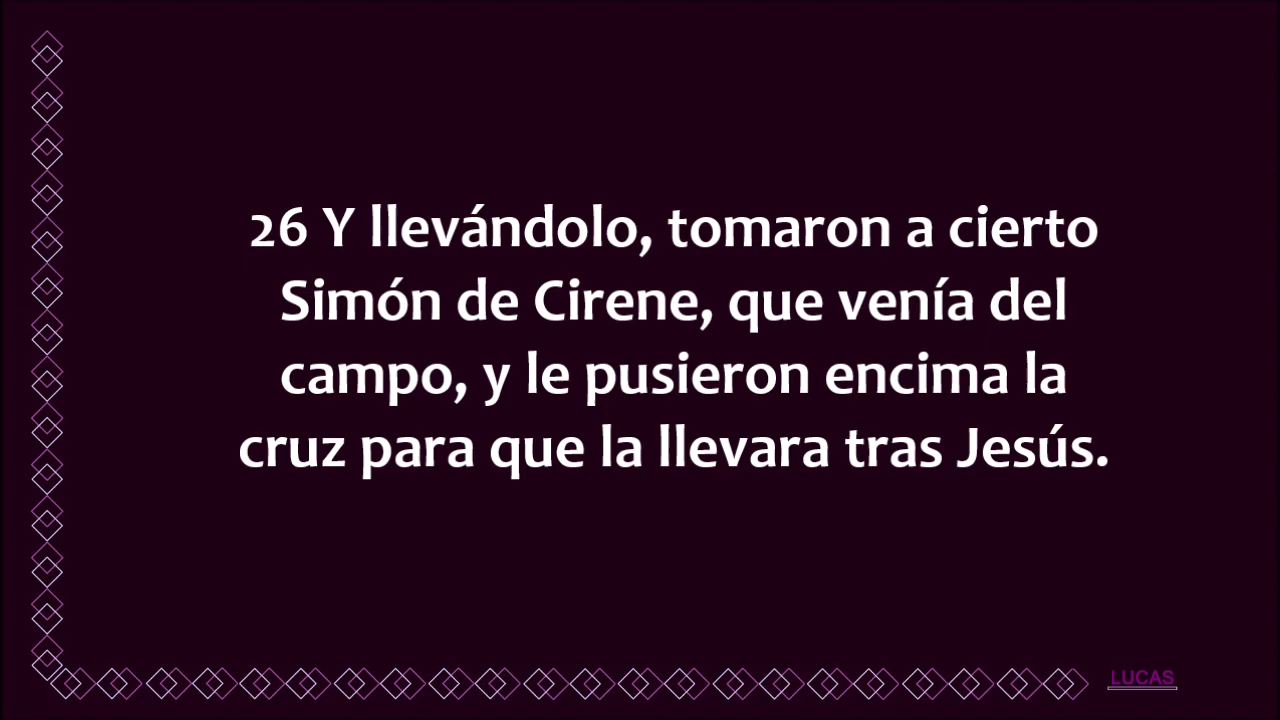 26 Y llevándolo, tomaron a cierto
Simón de Cirene, que venía del
campo, y le pusieron encima la
cruz para que la llevara tras Jesús.
LUCAS